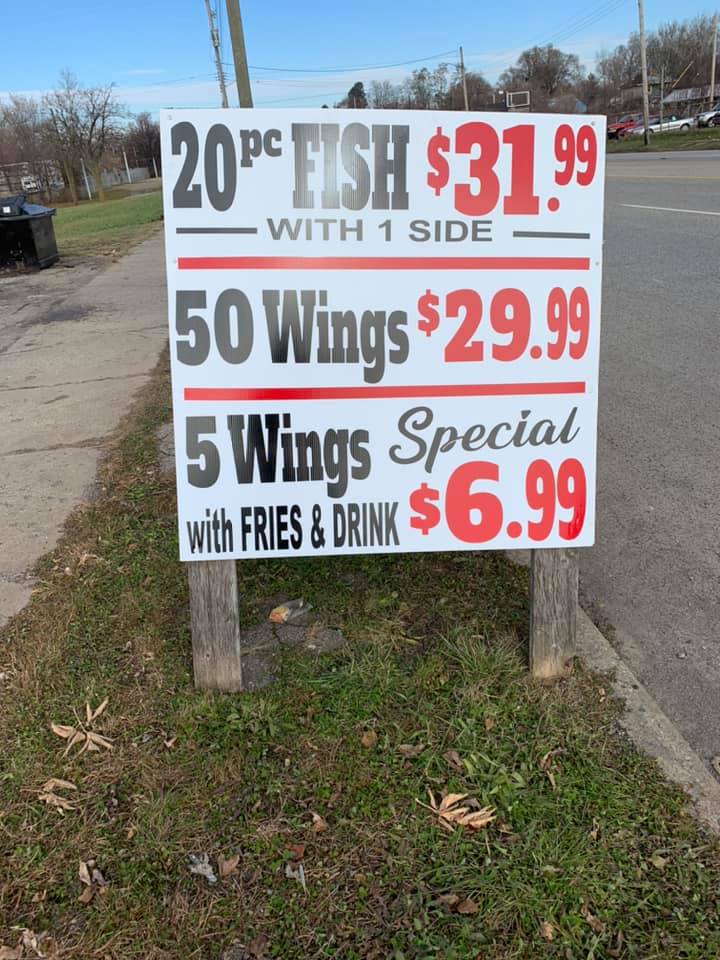 20pc FISH $31.99
WITH 1 SIDE
50 Wings $29.99
5 Wings Special
with FRIES & DRINK $6.99